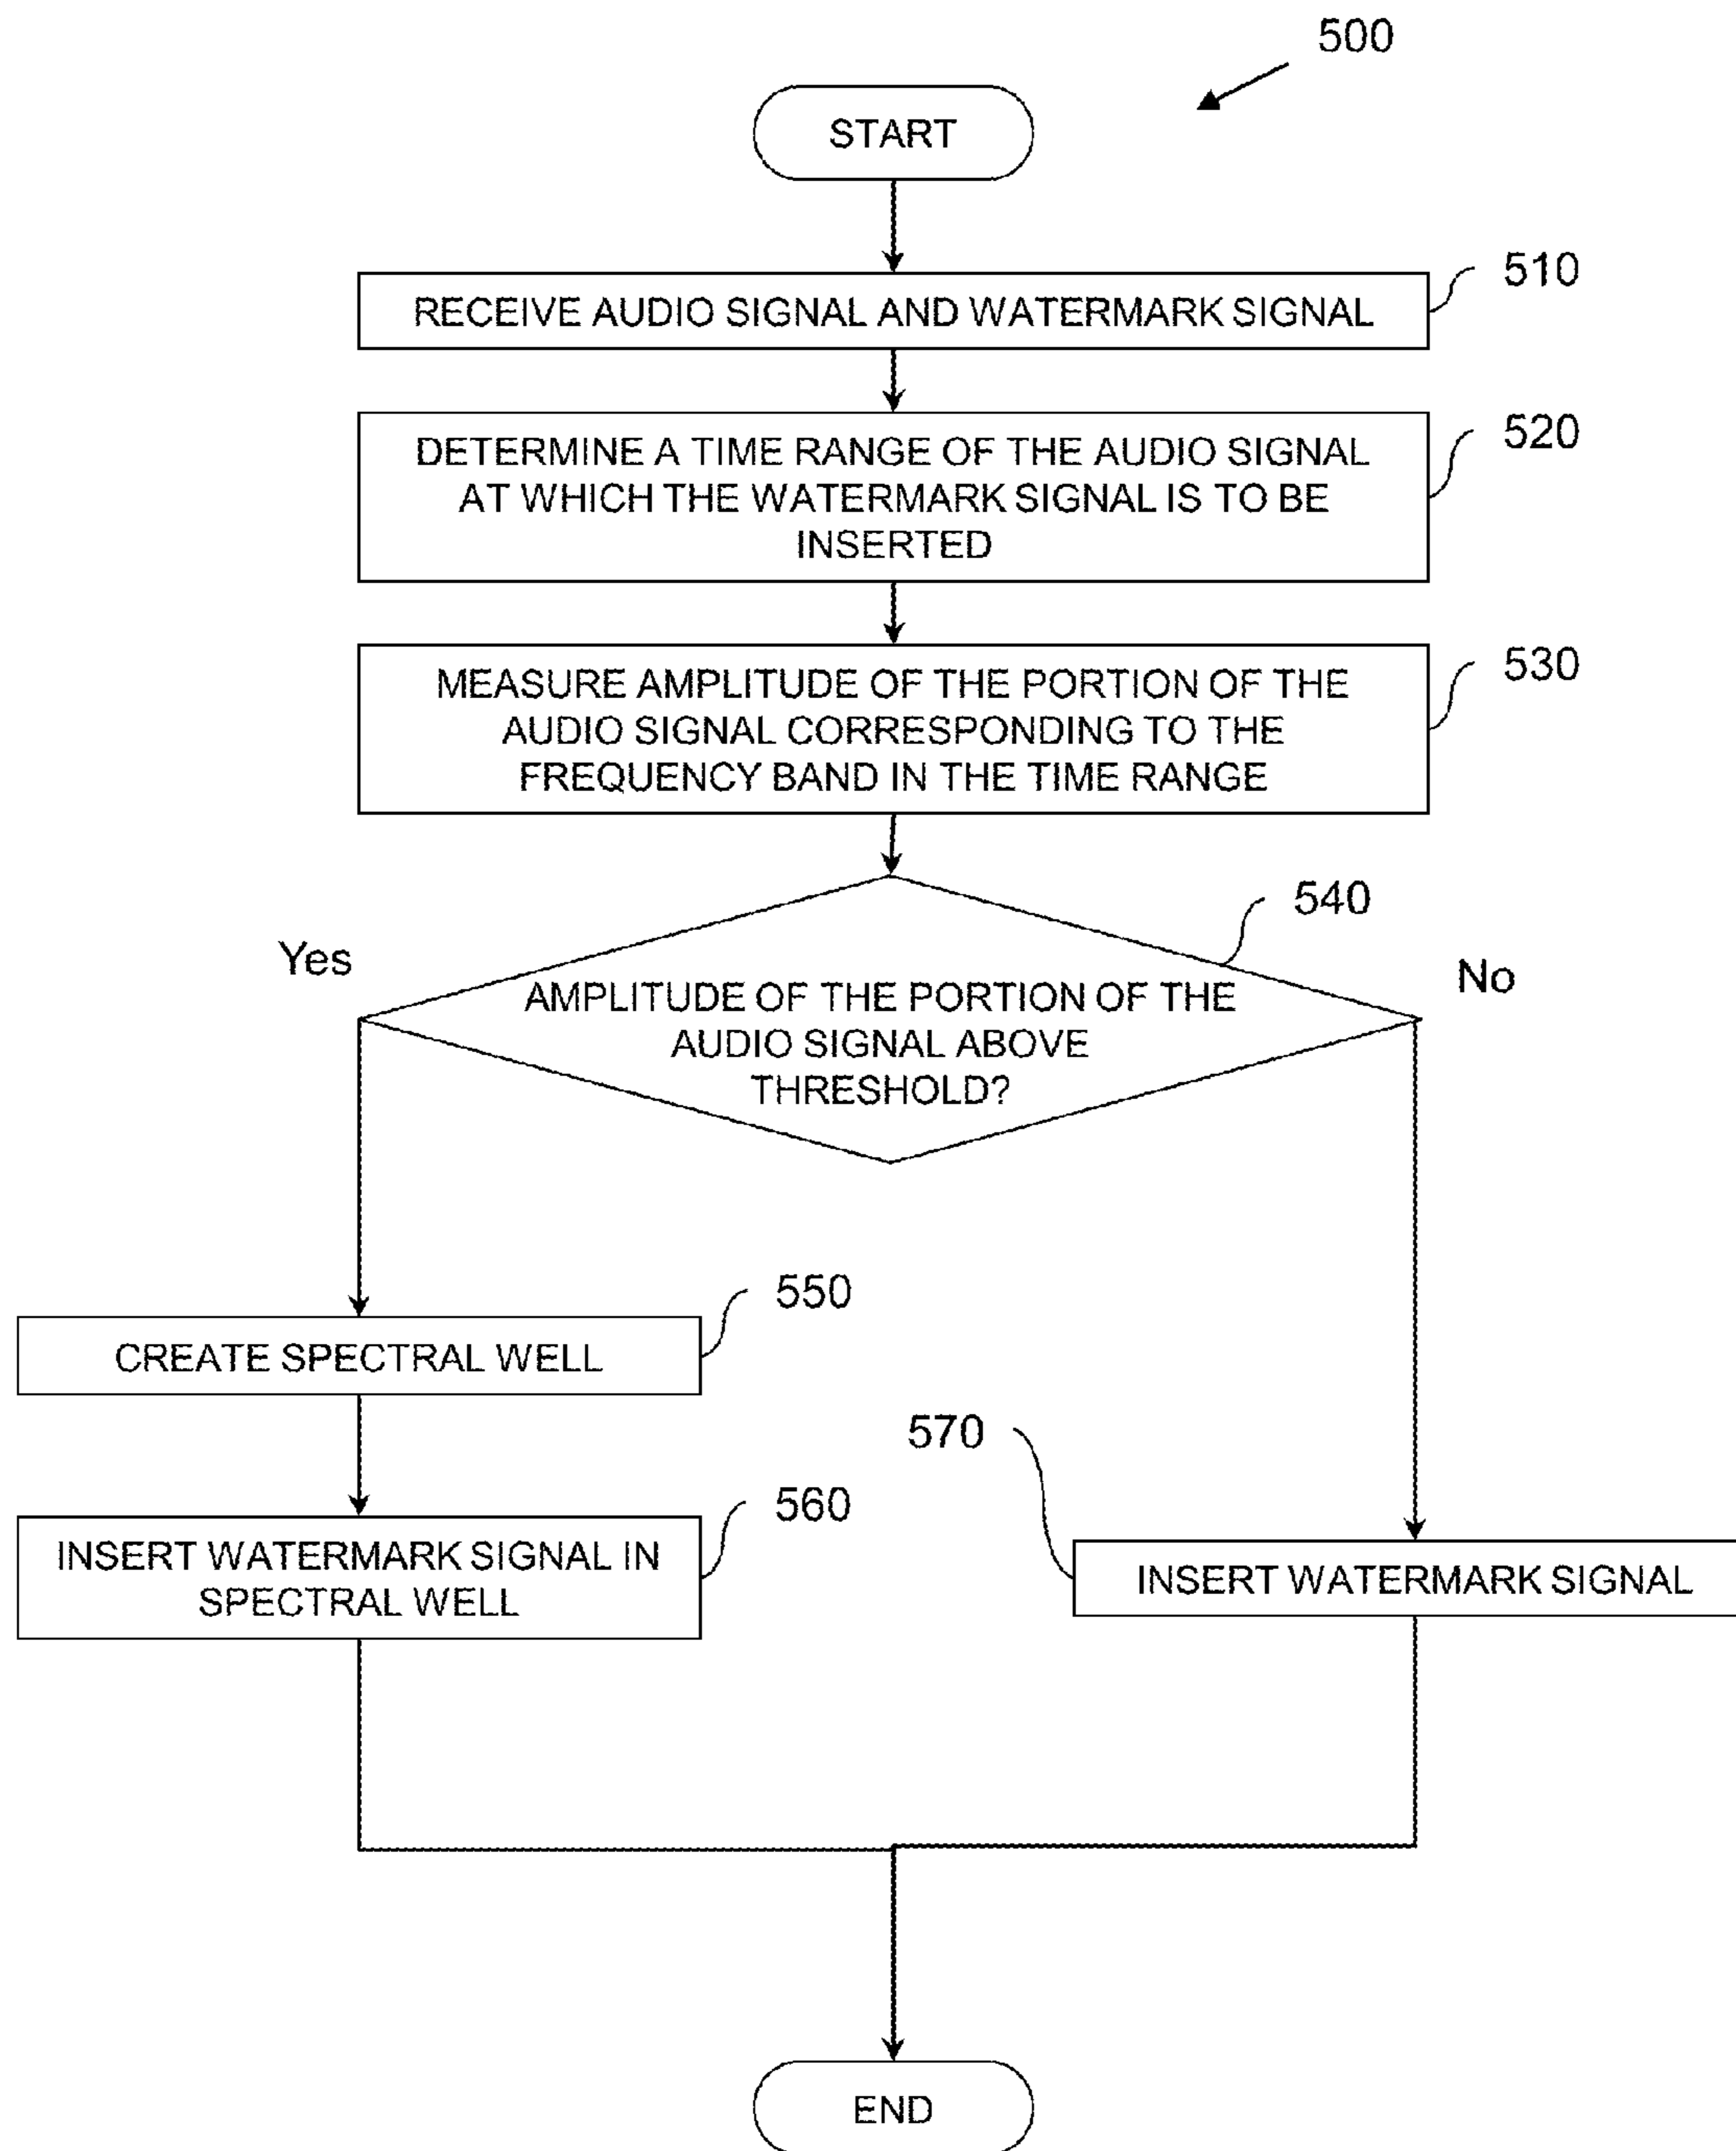 500
START
510
RECEIVE AUDIO SIGNAL AND WATERMARK SIGNAL
520
DETERMINE A TIME RANGE OF THE AUDIO SIGNAL
AT WHICH THE WATERMARK SIGNAL IS TO BE
INSERTED
530
MEASURE AMPLITUDE OF THE PORTION OF THE
AUDIO SIGNAL CORRESPONDING TO THE
FREQUENCY BAND IN THE TIME RANGE
540
Yes
No
AMPLITUDE OF THE PORTION OF THE
AUDIO SIGNAL ABOVE
THRESHOLD?
550
CREATE SPECTRAL WELL
570
560
INSERT WATERMARK SIGNAL IN
SPECTRAL WELL
INSERT WATERMARK SIGNAL
END